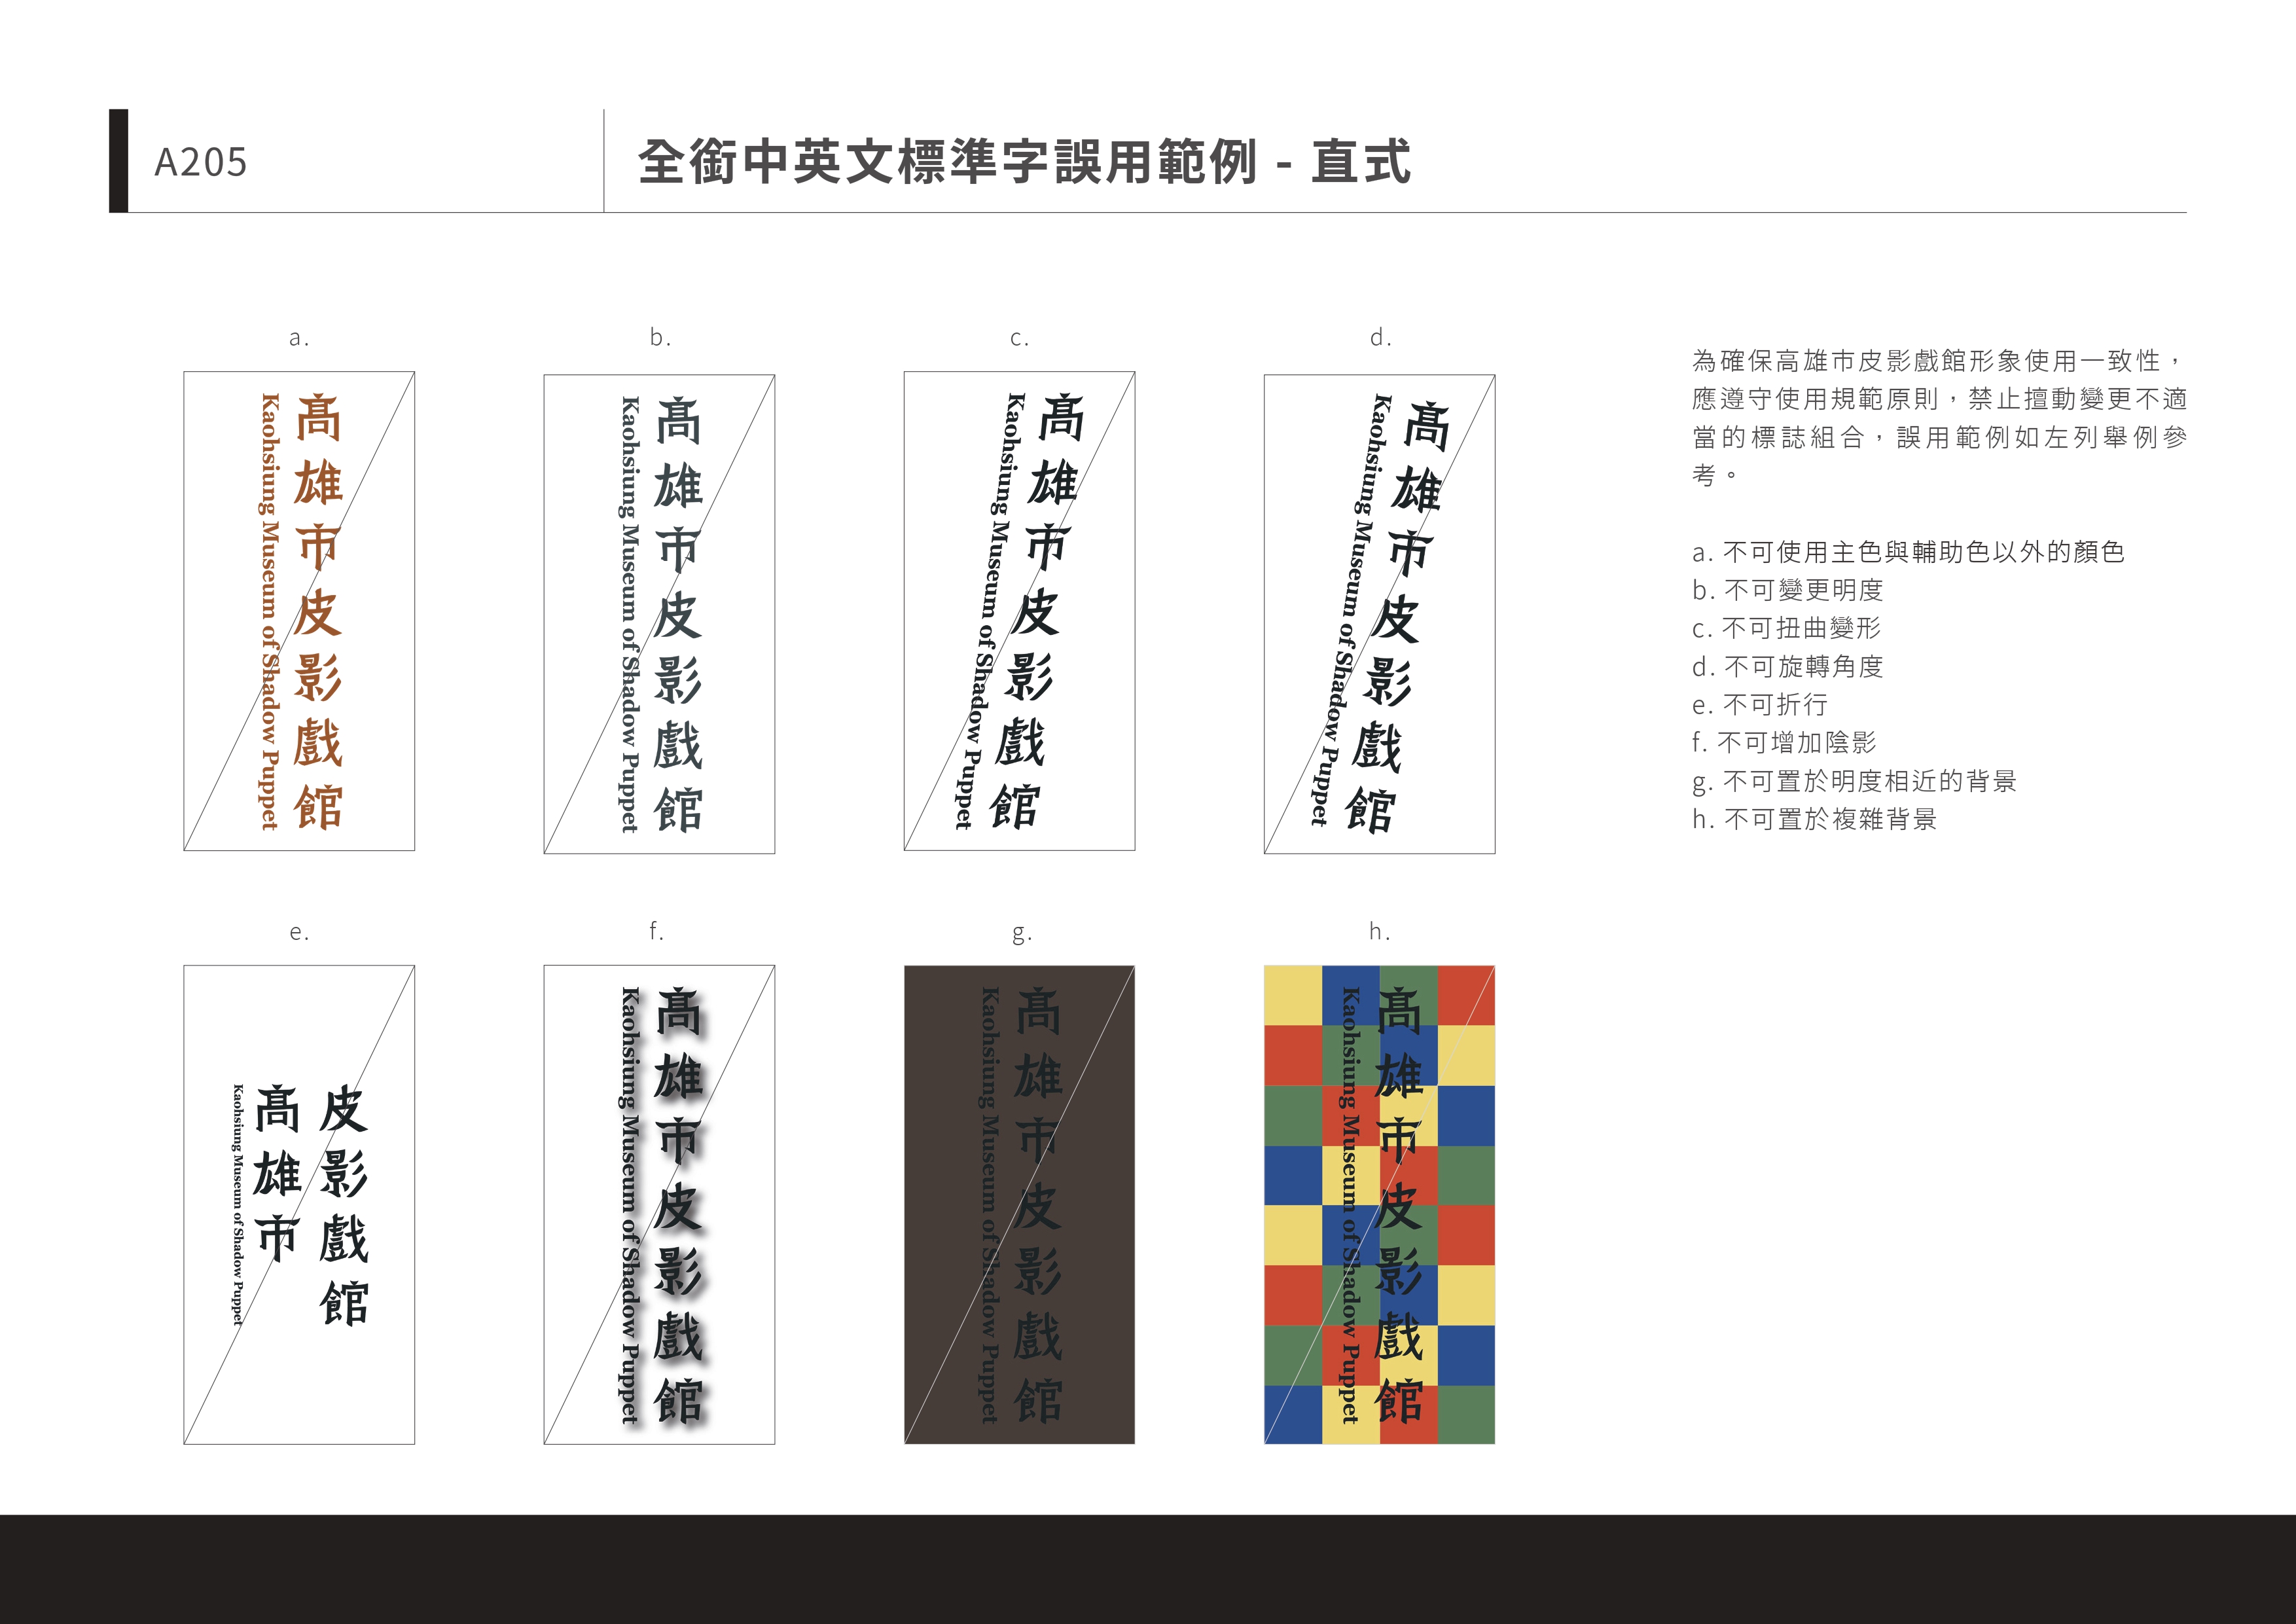 A205
全銜中英文標準字誤用範例 - 直式
a.
高雄市皮影戲館
Kaohsiung Museum of Shadow Puppet
b.
高雄市皮影戲館
Kaohsiung Museum of Shadow Puppet
c.
高雄市皮影戲館
Kaohsiung Museum of Shadow Puppet
d.
高雄市皮影戲館
Kaohsiung Museum of Shadow Puppet
為確保高雄市皮影戲館形象使用一致性，
應遵守使用規範原則，禁止擅動變更不適
當的標誌組合，誤用範例如左列舉例參
考。
a. 不可使用主色與輔助色以外的顏色
b. 不可變更明度
c. 不可扭曲變形
d. 不可旋轉角度
e. 不可折行
f. 不可增加陰影
g. 不可置於明度相近的背景
h. 不可置於複雜背景
e.
皮影戲館
高雄市
Kaohsiung Museum of Shadow Puppet
f.
高雄市皮影戲館
Kaohsiung Museum of Shadow Puppet
g.
高雄市皮影戲館
Kaohsiung Museum of Shadow Puppet
h.
高雄市皮影戲館
Kaohsiung Museum of Shadow Puppet